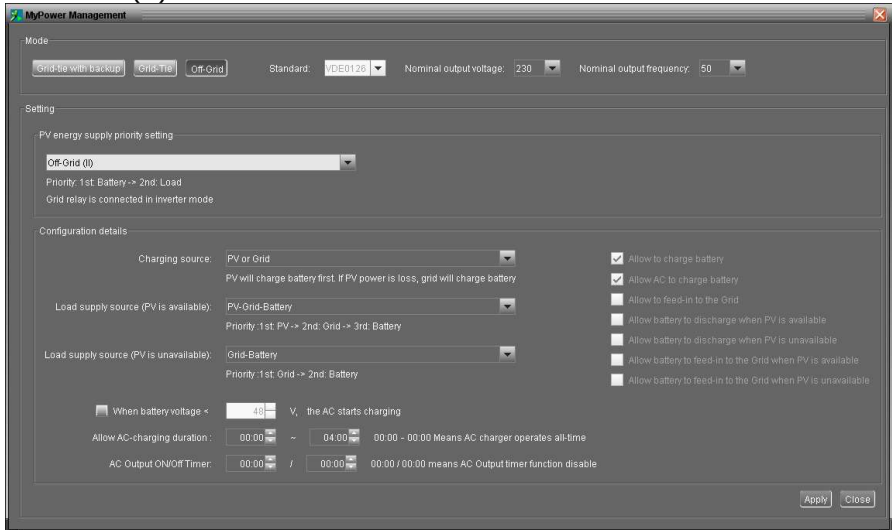 MyPower Management
Mode
Grid-tie with backup Grid-Tie Off-Grid Standard: VDE0126 Nominal output voltage: 230 Nominal output frequency: 50
Setting
PV energy supply priority setting
Off-Grid (II)
Priority: 1st: Battery -> 2nd: Load
Grid relay is connected in inverter mode
Configuration details
Charging source: PV or Grid
PV will charge battery first. If PV power is loss, grid will charge battery
Load supply source (PV is available): PV-Grid-Battery
Priority :1st: PV -> 2nd: Grid -> 3rd: Battery
Load supply source (PV is unavailable): Grid-Battery
Priority :1st: Grid -> 2nd: Battery
Allow to charge battery
Allow AC to charge battery
Allow to feed-in to the Grid
Allow battery to discharge when PV is available
Allow battery to discharge when PV is unavailable
Allow battery to feed-in to the Grid when PV is available
Allow battery to feed-in to the Grid when PV is unavailable
When battery voltage < 48 V, the AC starts charging
Allow AC-charging duration : 00:00 ~ 04:00 00:00 - 00:00 Means AC charger operates all-time
AC Output ON/Off Timer: 00:00 / 00:00 00:00 / 00:00 means AC Output timer function disable
Apply Close